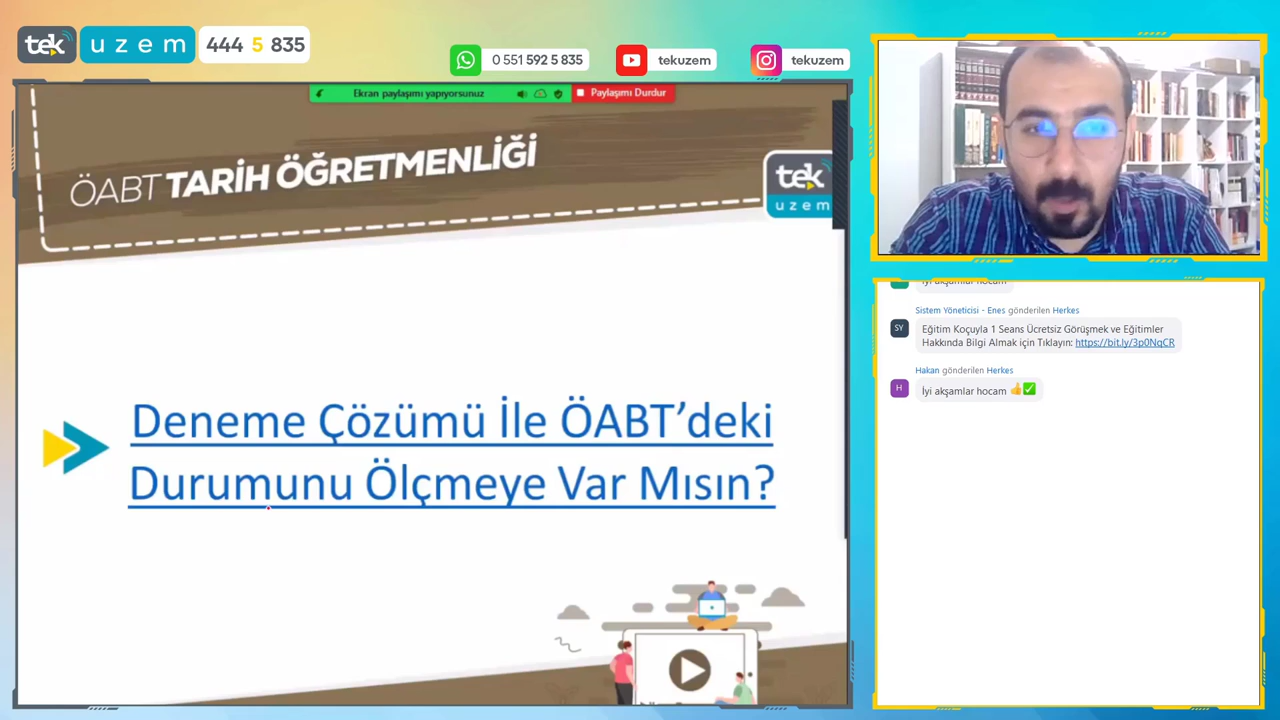 tek
uzem
444 5 835
0 551 592 5 835
tekuzem
tekuzem
Ekran paylaşımı yapıyorsunuz
Paylaşımı Durdur
ÖABT TARİH ÖĞRETMENLİĞİ
tek
uzem
Deneme Çözümü İle ÖABT’deki
Durumunu Ölçmeye Var Mısın?
İyi akşamlar hocam
Sistem Yöneticisi - Enes gönderilen Herkes
SY
Eğitim Koçuyla 1 Seans Ücretsiz Görüşmek ve Eğitimler
Hakkında Bilgi Almak için Tıklayın: https://bit.ly/3p0NqCR
Hakan gönderilen Herkes
H
İyi akşamlar hocam 👍✅